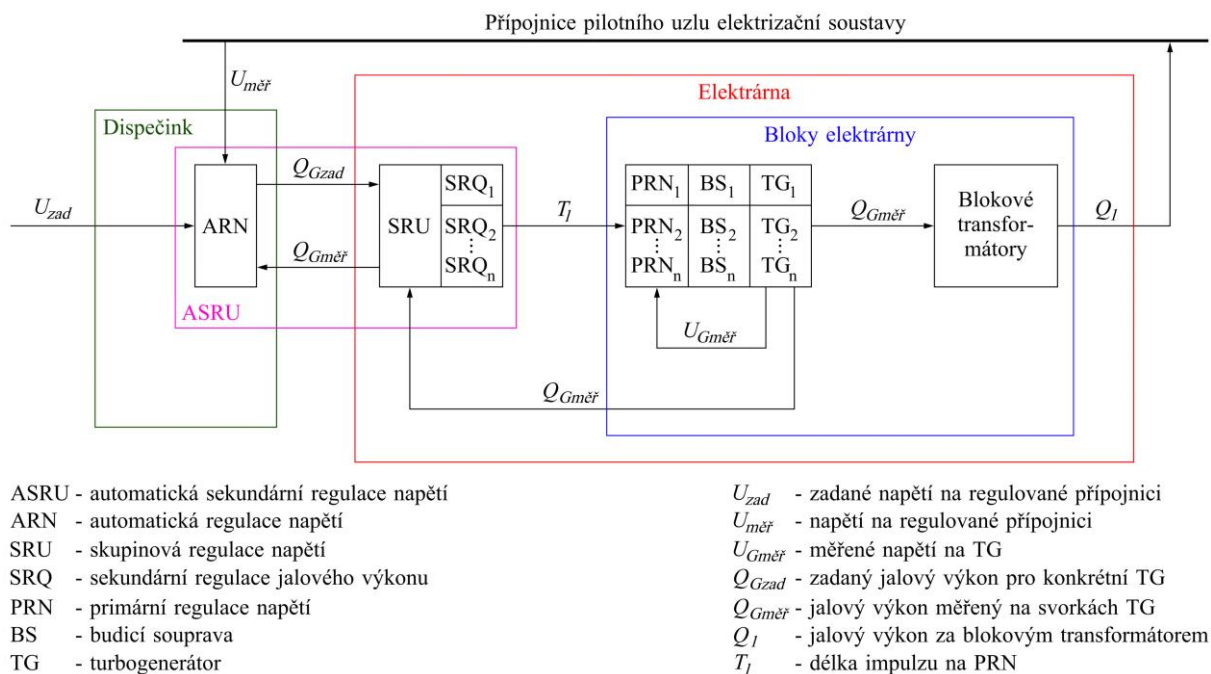 Přípojnice pilotního uzlu elektrizační soustavy
U_měř
Elektrárna
Dispečink
Bloky elektrárny
U_zad
ARN
Q_Gzad
Q_Gměř
SRU
SRQ_1
SRQ_2
SRQ_n
T_1
PRN_1 BS_1 TG_1
PRN_2 BS_2 TG_2
PRN_n BS_n TG_n
Q_Gměř
Blokové
transfor-
mátory
Q_1
ASRU
U_Gměř
Q_Gměř
ASRU - automatická sekundární regulace napětí
ARN - automatická regulace napětí
SRU - skupinová regulace napětí
SRQ - sekundární regulace jalového výkonu
PRN - primární regulace napětí
BS - budicí souprava
TG - turbogenerátor
U_zad - zadané napětí na regulované přípojnici
U_měř - napětí na regulované přípojnici
U_Gměř - měřené napětí na TG
Q_Gzad - zadaný jalový výkon pro konkrétní TG
Q_Gměř - jalový výkon měřený na svorkách TG
Q_1 - jalový výkon za blokovým transformátorem
T_1 - délka impulzu na PRN